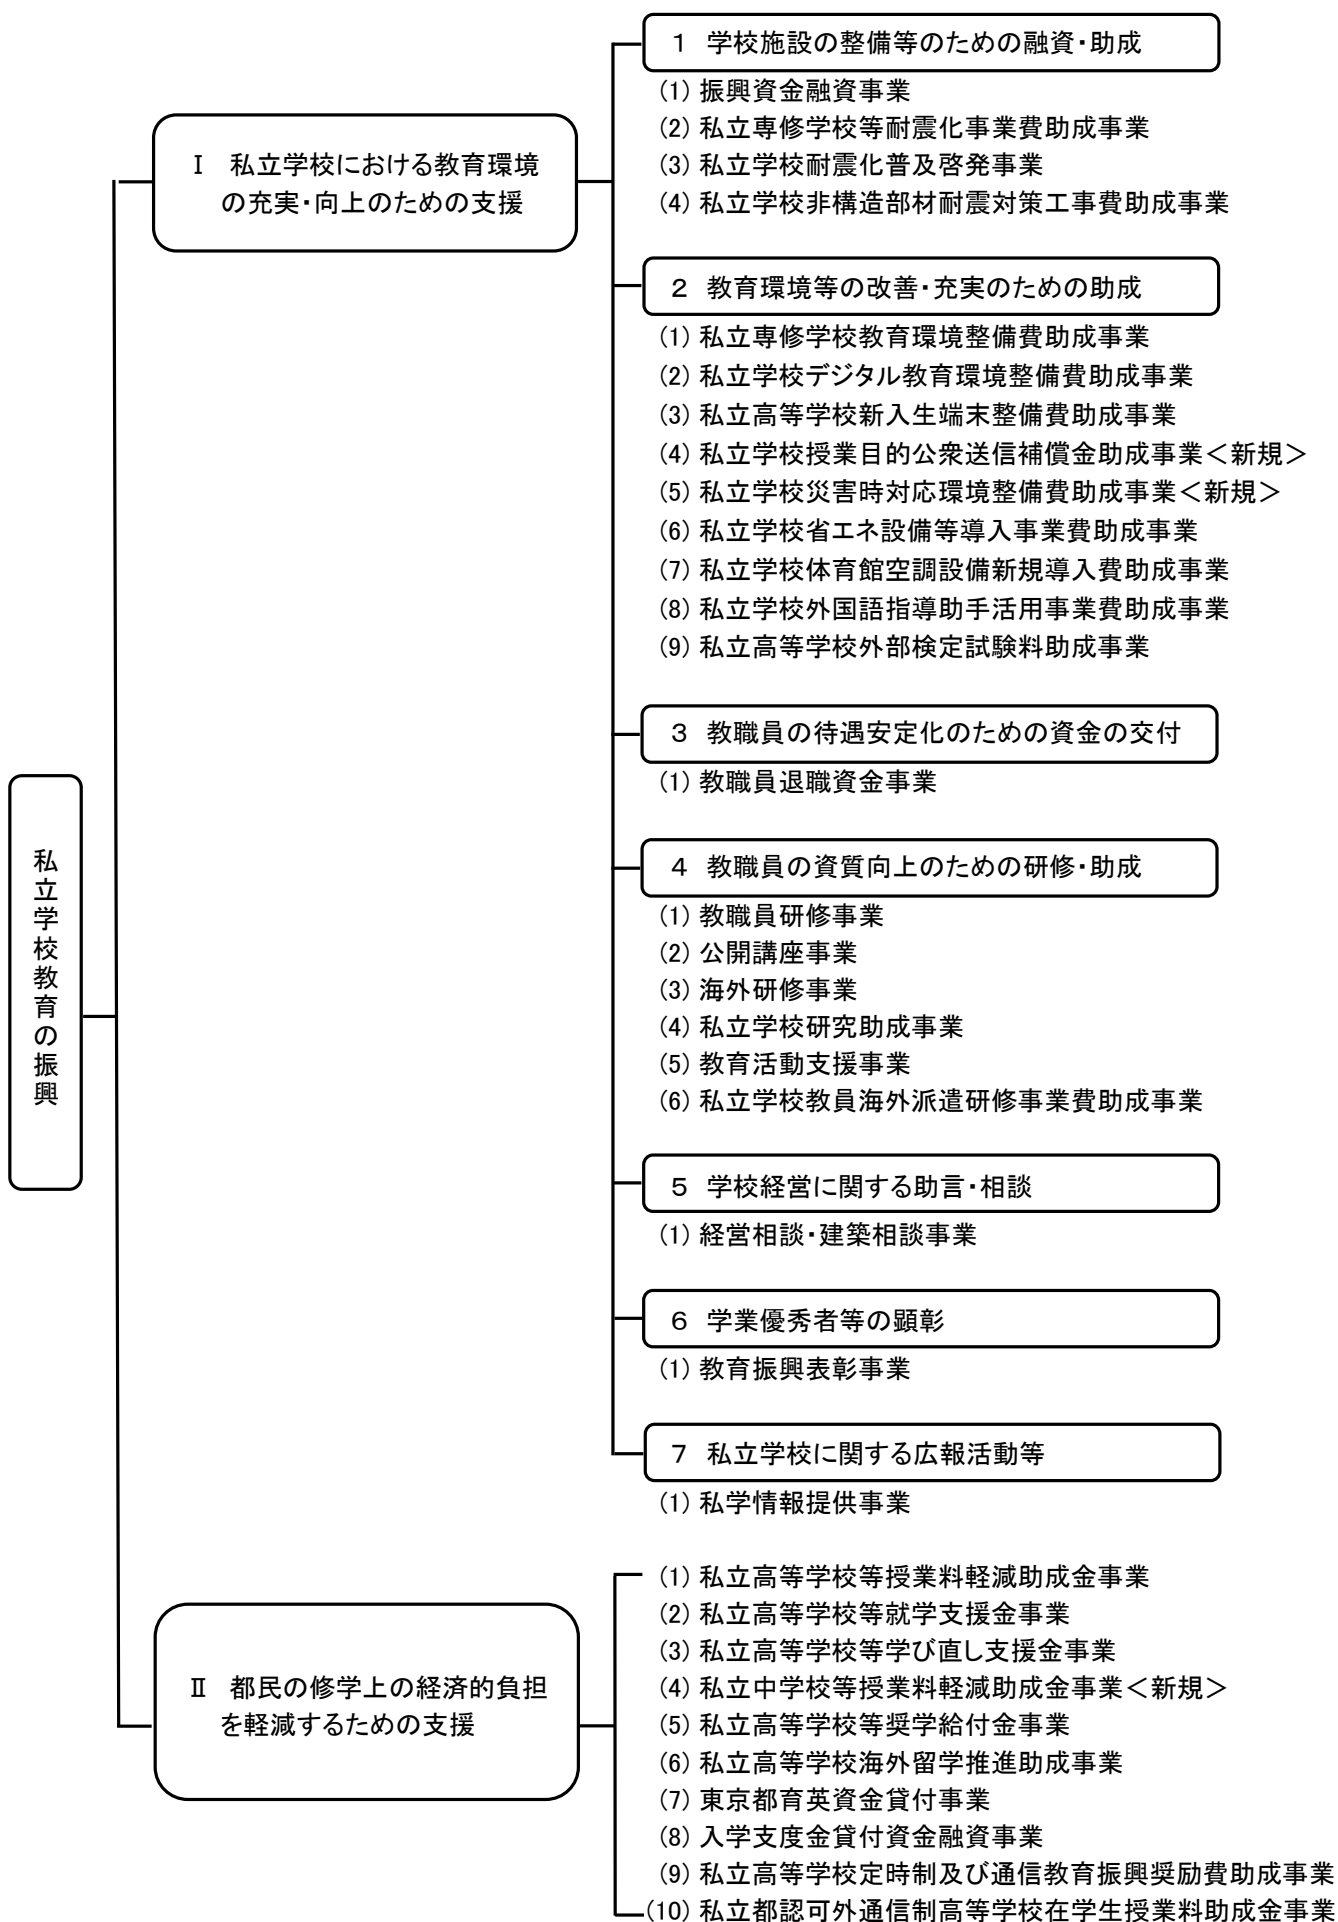 私立学校教育の振興
Ⅰ　私立学校における教育環境
の充実・向上のための支援
１　学校施設の整備等のための融資・助成
(1) 振興資金融資事業
(2) 私立専修学校等耐震化事業費助成事業
(3) 私立学校耐震化普及啓発事業
(4) 私立学校非構造部材耐震対策工事費助成事業
２　教育環境等の改善・充実のための助成
(1) 私立専修学校教育環境整備費助成事業
(2) 私立学校デジタル教育環境整備費助成事業
(3) 私立高等学校新入生端末整備費助成事業
(4) 私立学校授業目的公衆送信補償金助成事業＜新規＞
(5) 私立学校災害時対応環境整備費助成事業＜新規＞
(6) 私立学校省エネ設備等導入事業費助成事業
(7) 私立学校体育館空調設備新規導入費助成事業
(8) 私立学校外国語指導助手活用事業費助成事業
(9) 私立高等学校外部検定試験料助成事業
３　教職員の待遇安定化のための資金の交付
(1) 教職員退職資金事業
４　教職員の資質向上のための研修・助成
(1) 教職員研修事業
(2) 公開講座事業
(3) 海外研修事業
(4) 私立学校研究助成事業
(5) 教育活動支援事業
(6) 私立学校教員海外派遣研修事業費助成事業
５　学校経営に関する助言・相談
(1) 経営相談・建築相談事業
６　学業優秀者等の顕彰
(1) 教育振興表彰事業
７　私立学校に関する広報活動等
(1) 私学情報提供事業
Ⅱ　都民の修学上の経済的負担
を軽減するための支援
(1) 私立高等学校等授業料軽減助成金事業
(2) 私立高等学校等就学支援金事業
(3) 私立高等学校等学び直し支援金事業
(4) 私立中学校等授業料軽減助成金事業＜新規＞
(5) 私立高等学校等奨学給付金事業
(6) 私立高等学校海外留学推進助成事業
(7) 東京都育英資金貸付事業
(8) 入学支度金貸付資金融資事業
(9) 私立高等学校定時制及び通信教育振興奨励費助成事業
(10) 私立都認可外通信制高等学校在学生授業料助成金事業